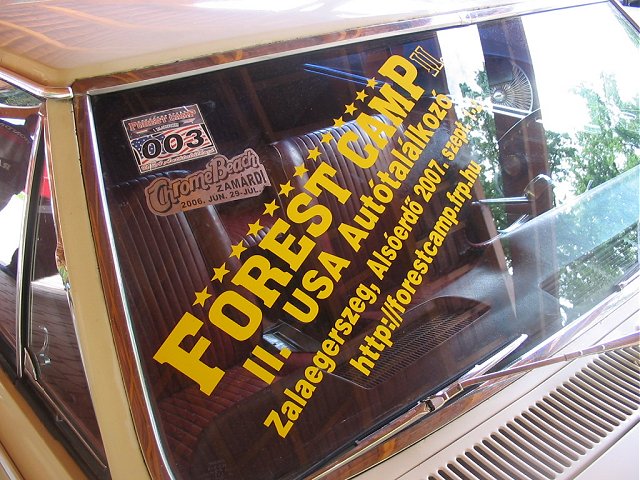 003
ChromeBeach
ZAMÁRDI
2006. JUN. 29-JUL.
FOREST CAMP II.
II. USA Autótalálkozó
Zalaegerszeg, Alsóerdő 2007. szept.
http://forestcamp.frp.hu